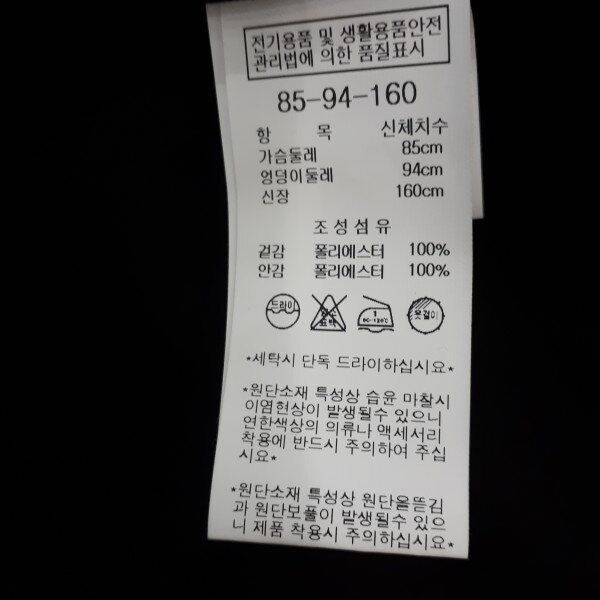 전기용품 및 생활용품안전
관리법에 의한 품질표시
85-94-160
항 목 신체치수
가슴둘레 85cm
엉덩이둘레 94cm
신장 160cm
조성섬유
겉감 폴리에스터 100%
안감 폴리에스터 100%
드라이 염소 표백 1 80~120℃ 옷걸이
*세탁시 단독 드라이하십시요*
*원단소재 특성상 습윤 마찰시
이염현상이 발생될수 있으니
연한색상의 의류나 액세서리
착용에 반드시 주의하여 주십
시요*
*원단소재 특성상 원단올뜯김
과 원단보풀이 발생될수 있으
니 제품 착용시 주의하십시요*